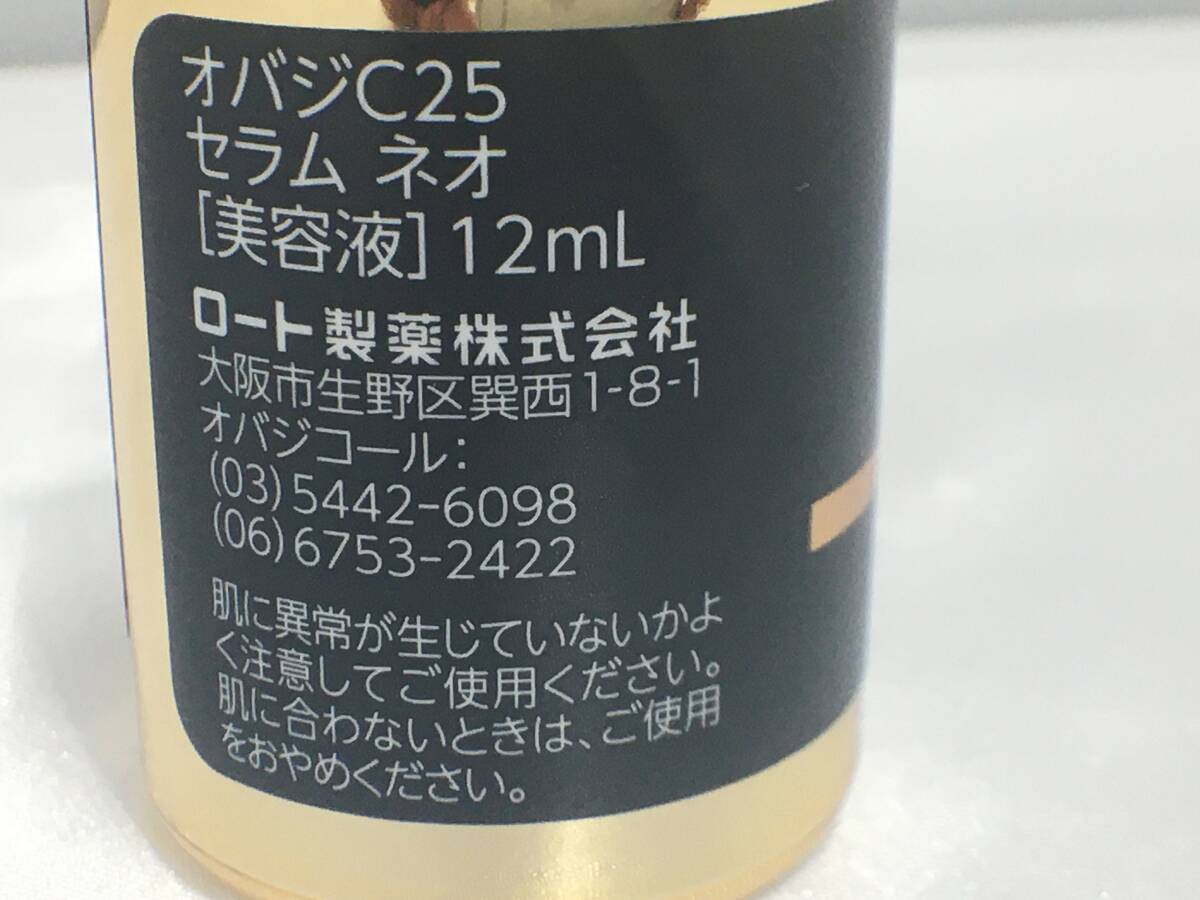 オバジC25
セラム ネオ
[美容液] 12mL
ロート製薬株式会社
大阪市生野区巽西1-8-1
オバジコール:
(03)5442-6098
(06)6753-2422
肌に異常が生じていないかよ
く注意してご使用ください。
肌に合わないときは、ご使用
をおやめください。